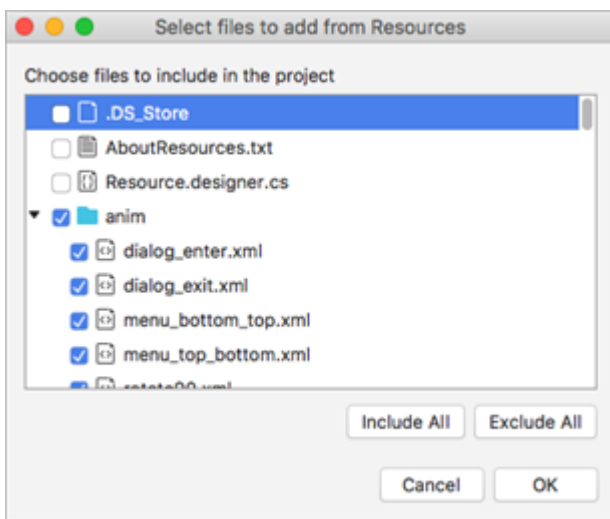 Select files to add from Resources
Choose files to include in the project
.DS_Store
AboutResources.txt
Resource.designer.cs
anim
dialog_enter.xml
dialog_exit.xml
menu_bottom_top.xml
menu_top_bottom.xml
Include All Exclude All
Cancel OK